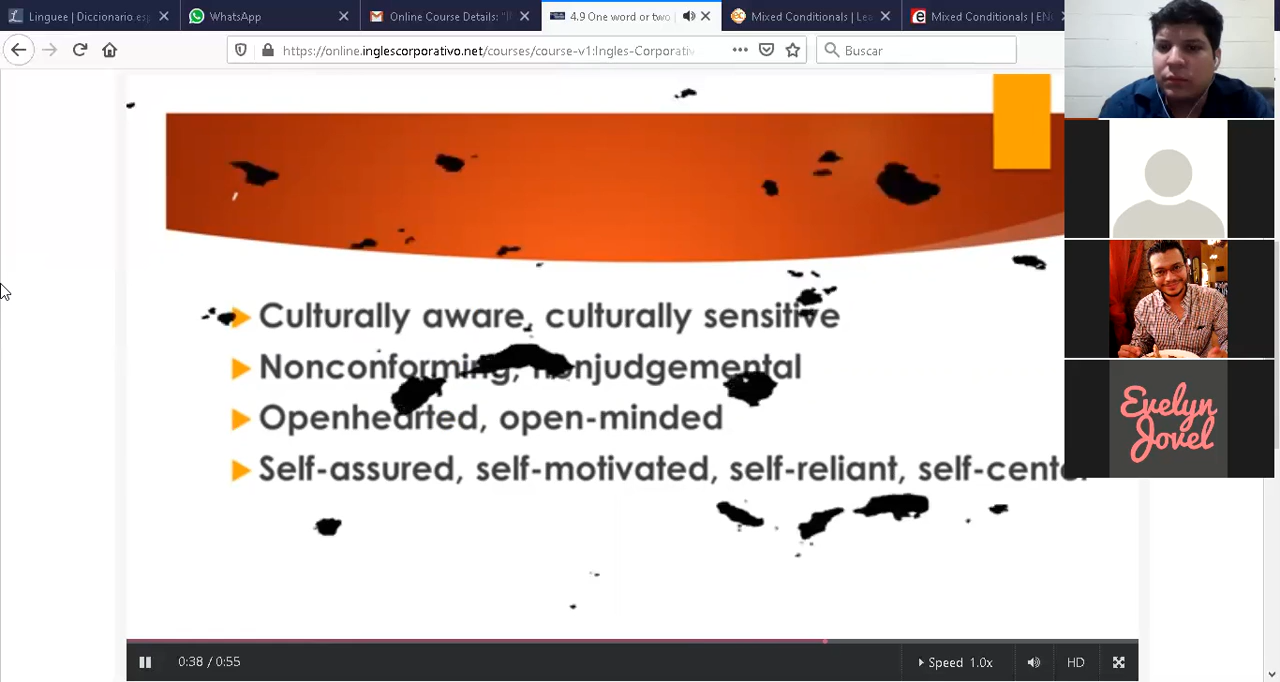 Linguee | Diccionario.es
WhatsApp
Online Course Details: "I
4.9 One word or two
Mixed Conditionals | Lea
Mixed Conditionals | EN
https://online.inglescorporativo.net/courses/course-v1:Ingles-Corporativ
Buscar
Culturally aware, culturally sensitive
Nonconforming, nonjudgemental
Openhearted, open-minded
Self-assured, self-motivated, self-reliant, self-center
Evelyn
Jovel
0:38 / 0:55
Speed 1.0x
HD